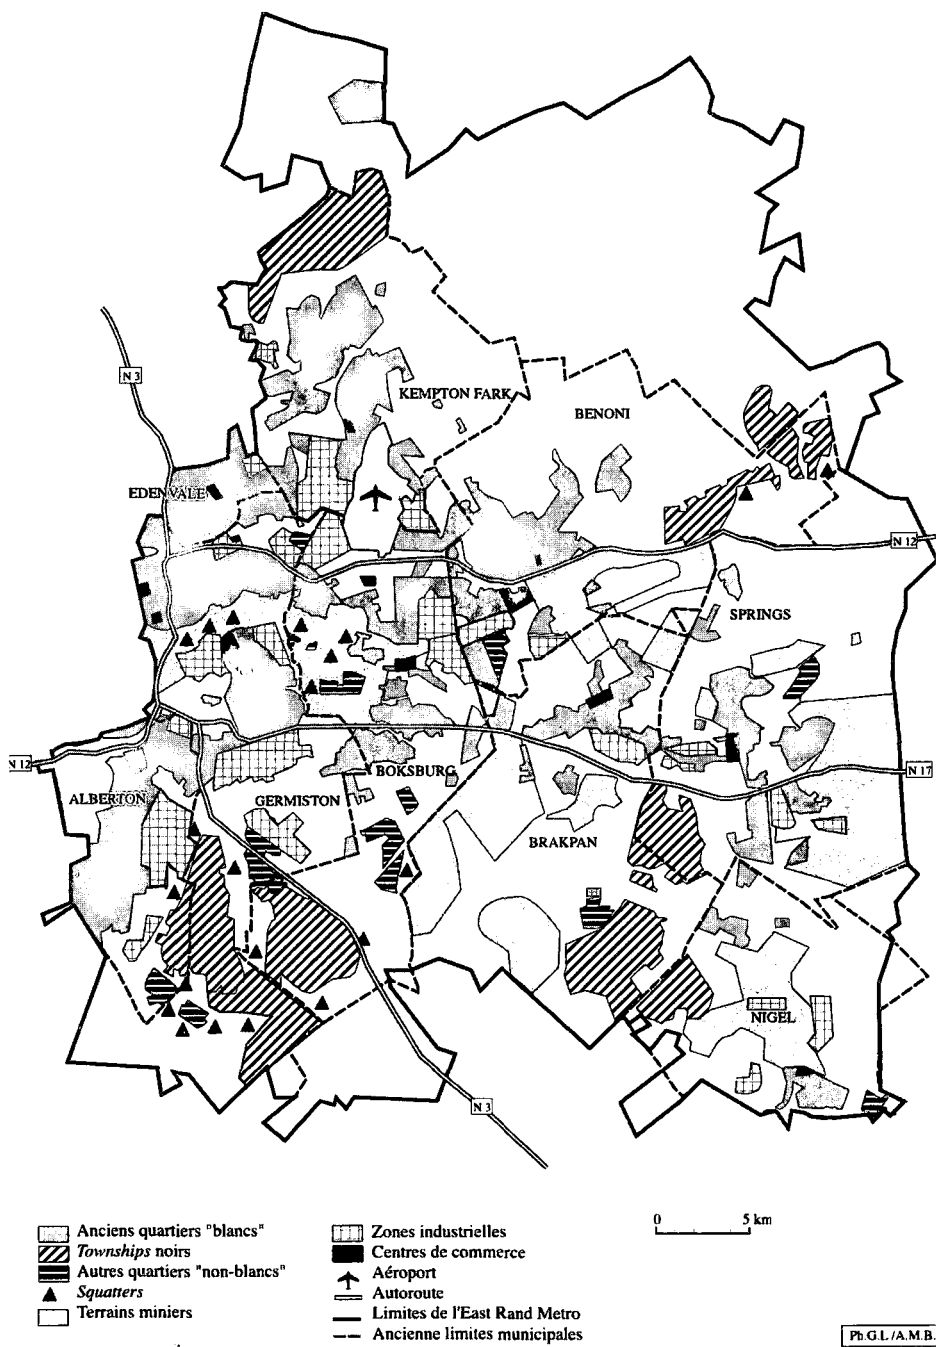 N 3
KEMPTON FARK
BENONI
EDENVALE
N 12
SPRINGS
N 12
N 17
ALBERTON
GERMISTON
BOKSBURG
BRAKPAN
NIGEL
N 3
Anciens quartiers "blancs"
Townships noirs
Autres quartiers "non-blancs"
Squatters
Terrains miniers
Zones industrielles
Centres de commerce
Aéroport
Autoroute
Limites de l'East Rand Metro
Ancienne limites municipales
0 5 km
Ph.G.L./A.M.B.